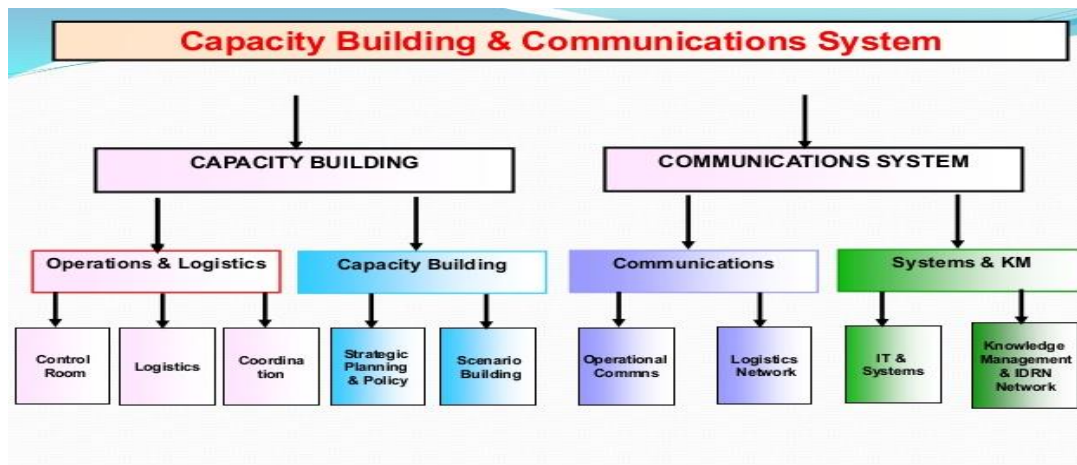 Capacity Building & Communications System
CAPACITY BUILDING
COMMUNICATIONS SYSTEM
Operations & Logistics
Capacity Building
Communications
Systems & KM
Control
Room
Logistics
Coordina
tion
Strategic
Planning
& Policy
Scenario
Building
Operational
Commns
Logistics
Network
IT &
Systems
Knowledge
Management
& IDRN
Network